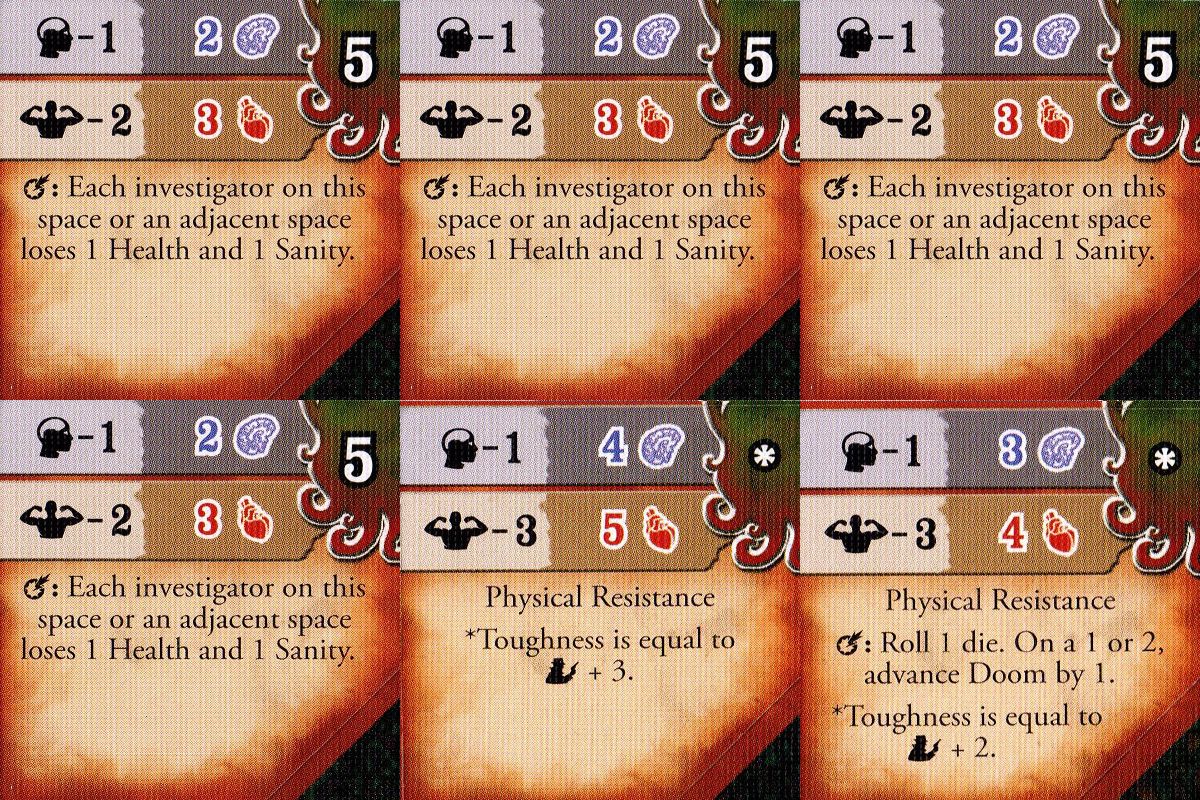 -1 2 5
-2 3
: Each investigator on this
space or an adjacent space
loses 1 Health and 1 Sanity.
-1 2 5
-2 3
: Each investigator on this
space or an adjacent space
loses 1 Health and 1 Sanity.
-1 2 5
-2 3
: Each investigator on this
space or an adjacent space
loses 1 Health and 1 Sanity.
-1 2 5
-2 3
: Each investigator on this
space or an adjacent space
loses 1 Health and 1 Sanity.
-1 4 *
-3 5
Physical Resistance
*Toughness is equal to
+ 3.
-1 3 *
-3 4
Physical Resistance
: Roll 1 die. On a 1 or 2,
advance Doom by 1.
*Toughness is equal to
+ 2.